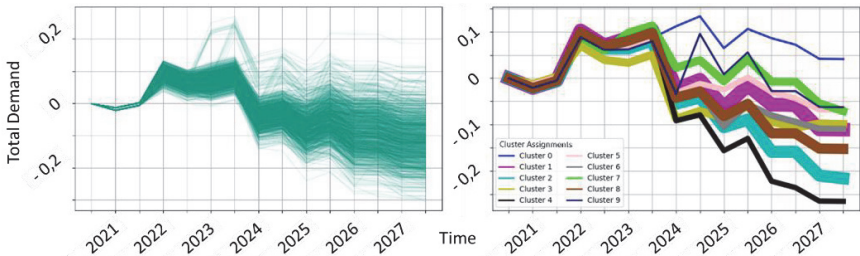 Total Demand
0,2
0
- 0,2
2021 2022 2023 2024 2025 2026 2027
Time
0,1
0
- 0,1
- 0,2
Cluster Assignments
Cluster 0 Cluster 5
Cluster 1 Cluster 6
Cluster 2 Cluster 7
Cluster 3 Cluster 8
Cluster 4 Cluster 9
2021 2022 2023 2024 2025 2026 2027